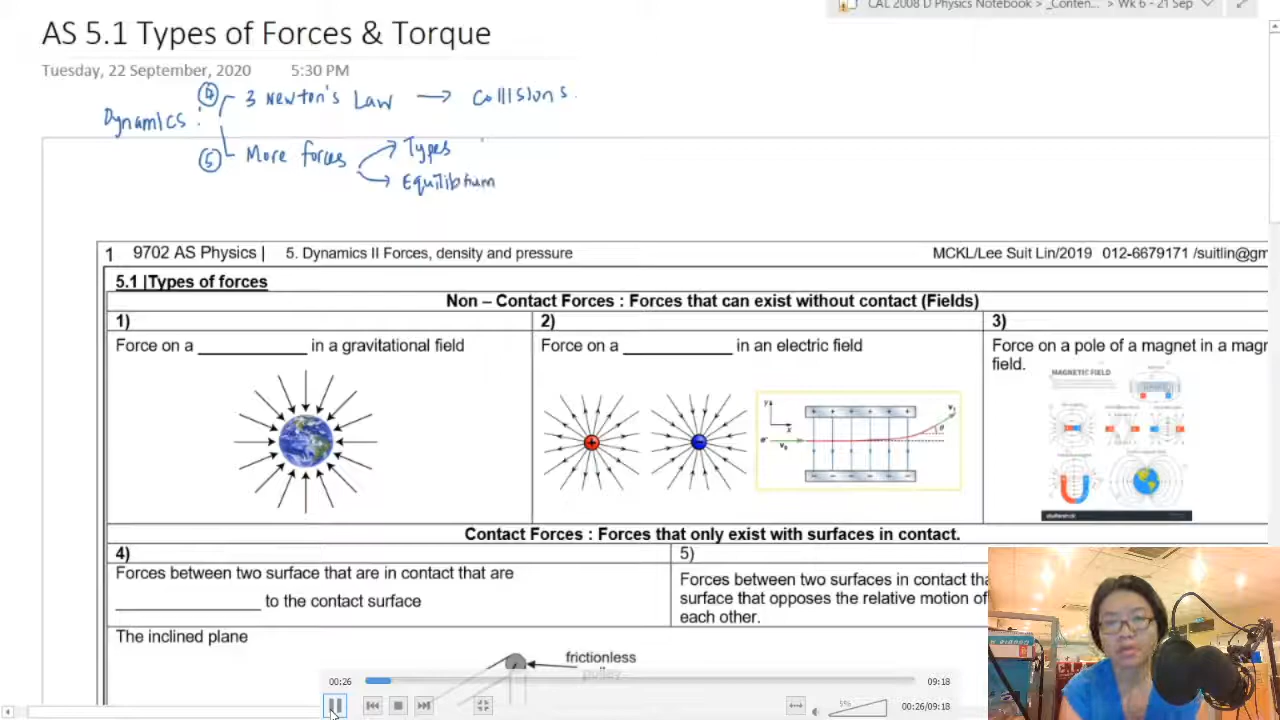 CAL 2008 D Physics Notebook > _Conten... > Wk 6 - 21 Sep
AS 5.1 Types of Forces & Torque
Tuesday, 22 September, 2020 5:30 PM
④ 3 Newton's Law → Collisions.
Dynamics :
⑤ More forces → Types
→ Equilibrium
1 9702 AS Physics | 5. Dynamics II Forces, density and pressure MCKL/Lee Suit Lin/2019 012-6679171 /suitlin@gm
5.1 |Types of forces
Non – Contact Forces : Forces that can exist without contact (Fields)
1) 2) 3)
Force on a ____________ in a gravitational field
Force on a ____________ in an electric field
Force on a pole of a magnet in a magn
field.
MAGNETIC FIELD
Contact Forces : Forces that only exist with surfaces in contact.
4) 5)
Forces between two surface that are in contact that are
________________ to the contact surface
Forces between two surfaces in contact tha
surface that opposes the relative motion of
each other.
The inclined plane
frictionless
pulley
00:26 09:18
5% 00:26/09:18